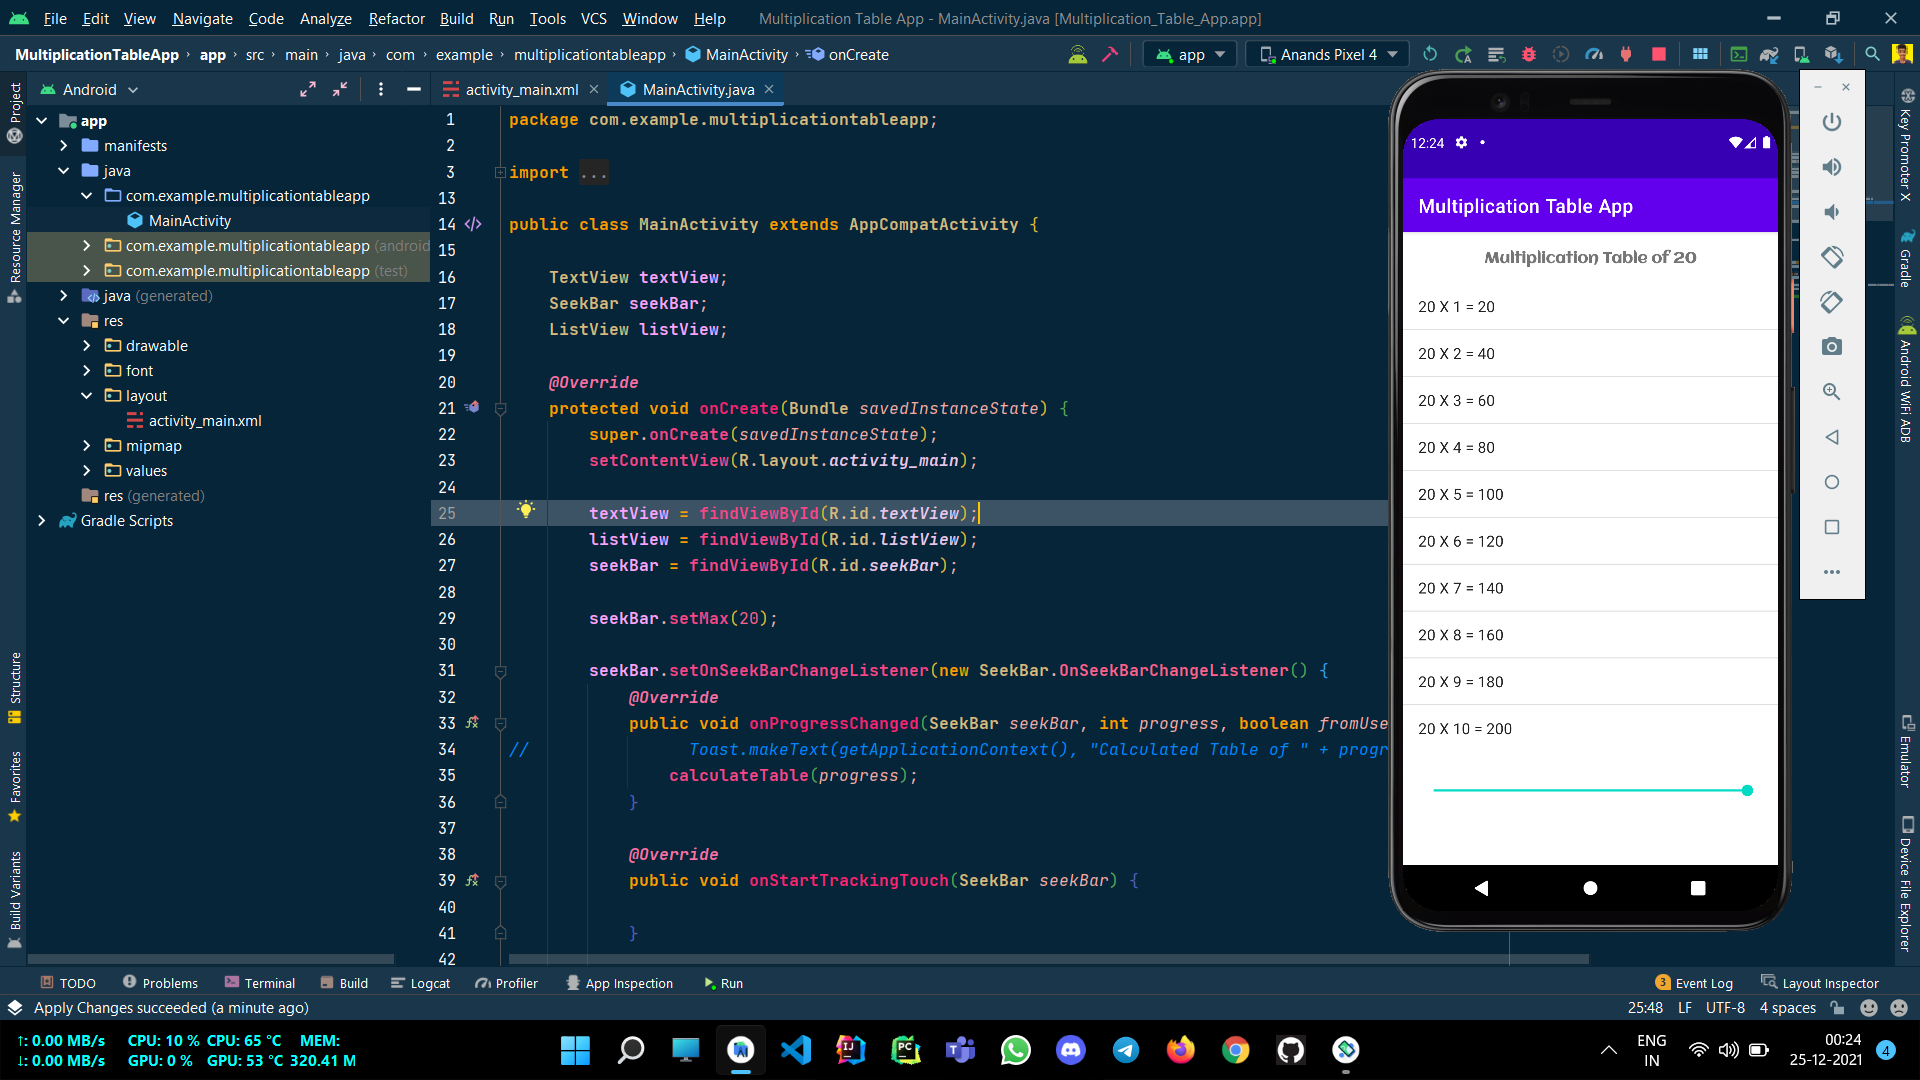 File Edit View Navigate Code Analyze Refactor Build Run Tools VCS Window Help Multiplication Table App - MainActivity.java [Multiplication_Table_App.app]
MultiplicationTableApp › app › src › main › java › com › example › multiplicationtableapp › MainActivity › onCreate
app
Anands Pixel 4
Android
activity_main.xml
MainActivity.java
Project
Resource Manager
Structure
Favorites
Build Variants
app
manifests
java
com.example.multiplicationtableapp
MainActivity
com.example.multiplicationtableapp (android
com.example.multiplicationtableapp (test)
java (generated)
res
drawable
font
layout
activity_main.xml
mipmap
values
res (generated)
Gradle Scripts
1 package com.example.multiplicationtableapp;
2
3 import ...
13
14 public class MainActivity extends AppCompatActivity {
15
16 TextView textView;
17 SeekBar seekBar;
18 ListView listView;
19
20 @Override
21 protected void onCreate(Bundle savedInstanceState) {
22 super.onCreate(savedInstanceState);
23 setContentView(R.layout.activity_main);
24
25 textView = findViewById(R.id.textView);
26 listView = findViewById(R.id.listView);
27 seekBar = findViewById(R.id.seekBar);
28
29 seekBar.setMax(20);
30
31 seekBar.setOnSeekBarChangeListener(new SeekBar.OnSeekBarChangeListener() {
32 @Override
33 public void onProgressChanged(SeekBar seekBar, int progress, boolean fromUse
34 // Toast.makeText(getApplicationContext(), "Calculated Table of " + progr
35 calculateTable(progress);
36 }
37
38 @Override
39 public void onStartTrackingTouch(SeekBar seekBar) {
40
41 }
42
12:24
Multiplication Table App
Multiplication Table of 20
20 X 1 = 20
20 X 2 = 40
20 X 3 = 60
20 X 4 = 80
20 X 5 = 100
20 X 6 = 120
20 X 7 = 140
20 X 8 = 160
20 X 9 = 180
20 X 10 = 200
Key Promoter X
Gradle
Android WiFi ADB
Emulator
Device File Explorer
TODO Problems Terminal Build Logcat Profiler App Inspection Run 3 Event Log Layout Inspector
Apply Changes succeeded (a minute ago) 25:48 LF UTF-8 4 spaces
↑: 0.00 MB/s CPU: 10 % CPU: 65 °C MEM:
↓: 0.00 MB/s GPU: 0 % GPU: 53 °C 320.41 M
IJ
PC
ENG
IN
00:24
25-12-2021
4